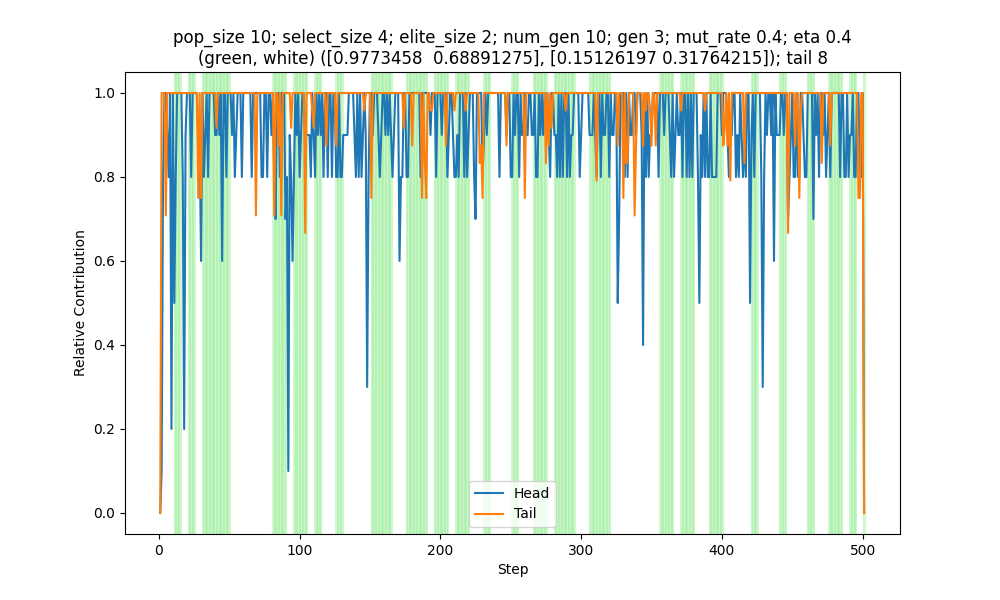 pop_size 10; select_size 4; elite_size 2; num_gen 10; gen 3; mut_rate 0.4; eta 0.4
(green, white) ([0.9773458  0.68891275], [0.15126197 0.31764215]); tail 8
1.0
0.8
0.6
0.4
0.2
0.0
Relative Contribution
Head
Tail
0
100
200
300
400
500
Step